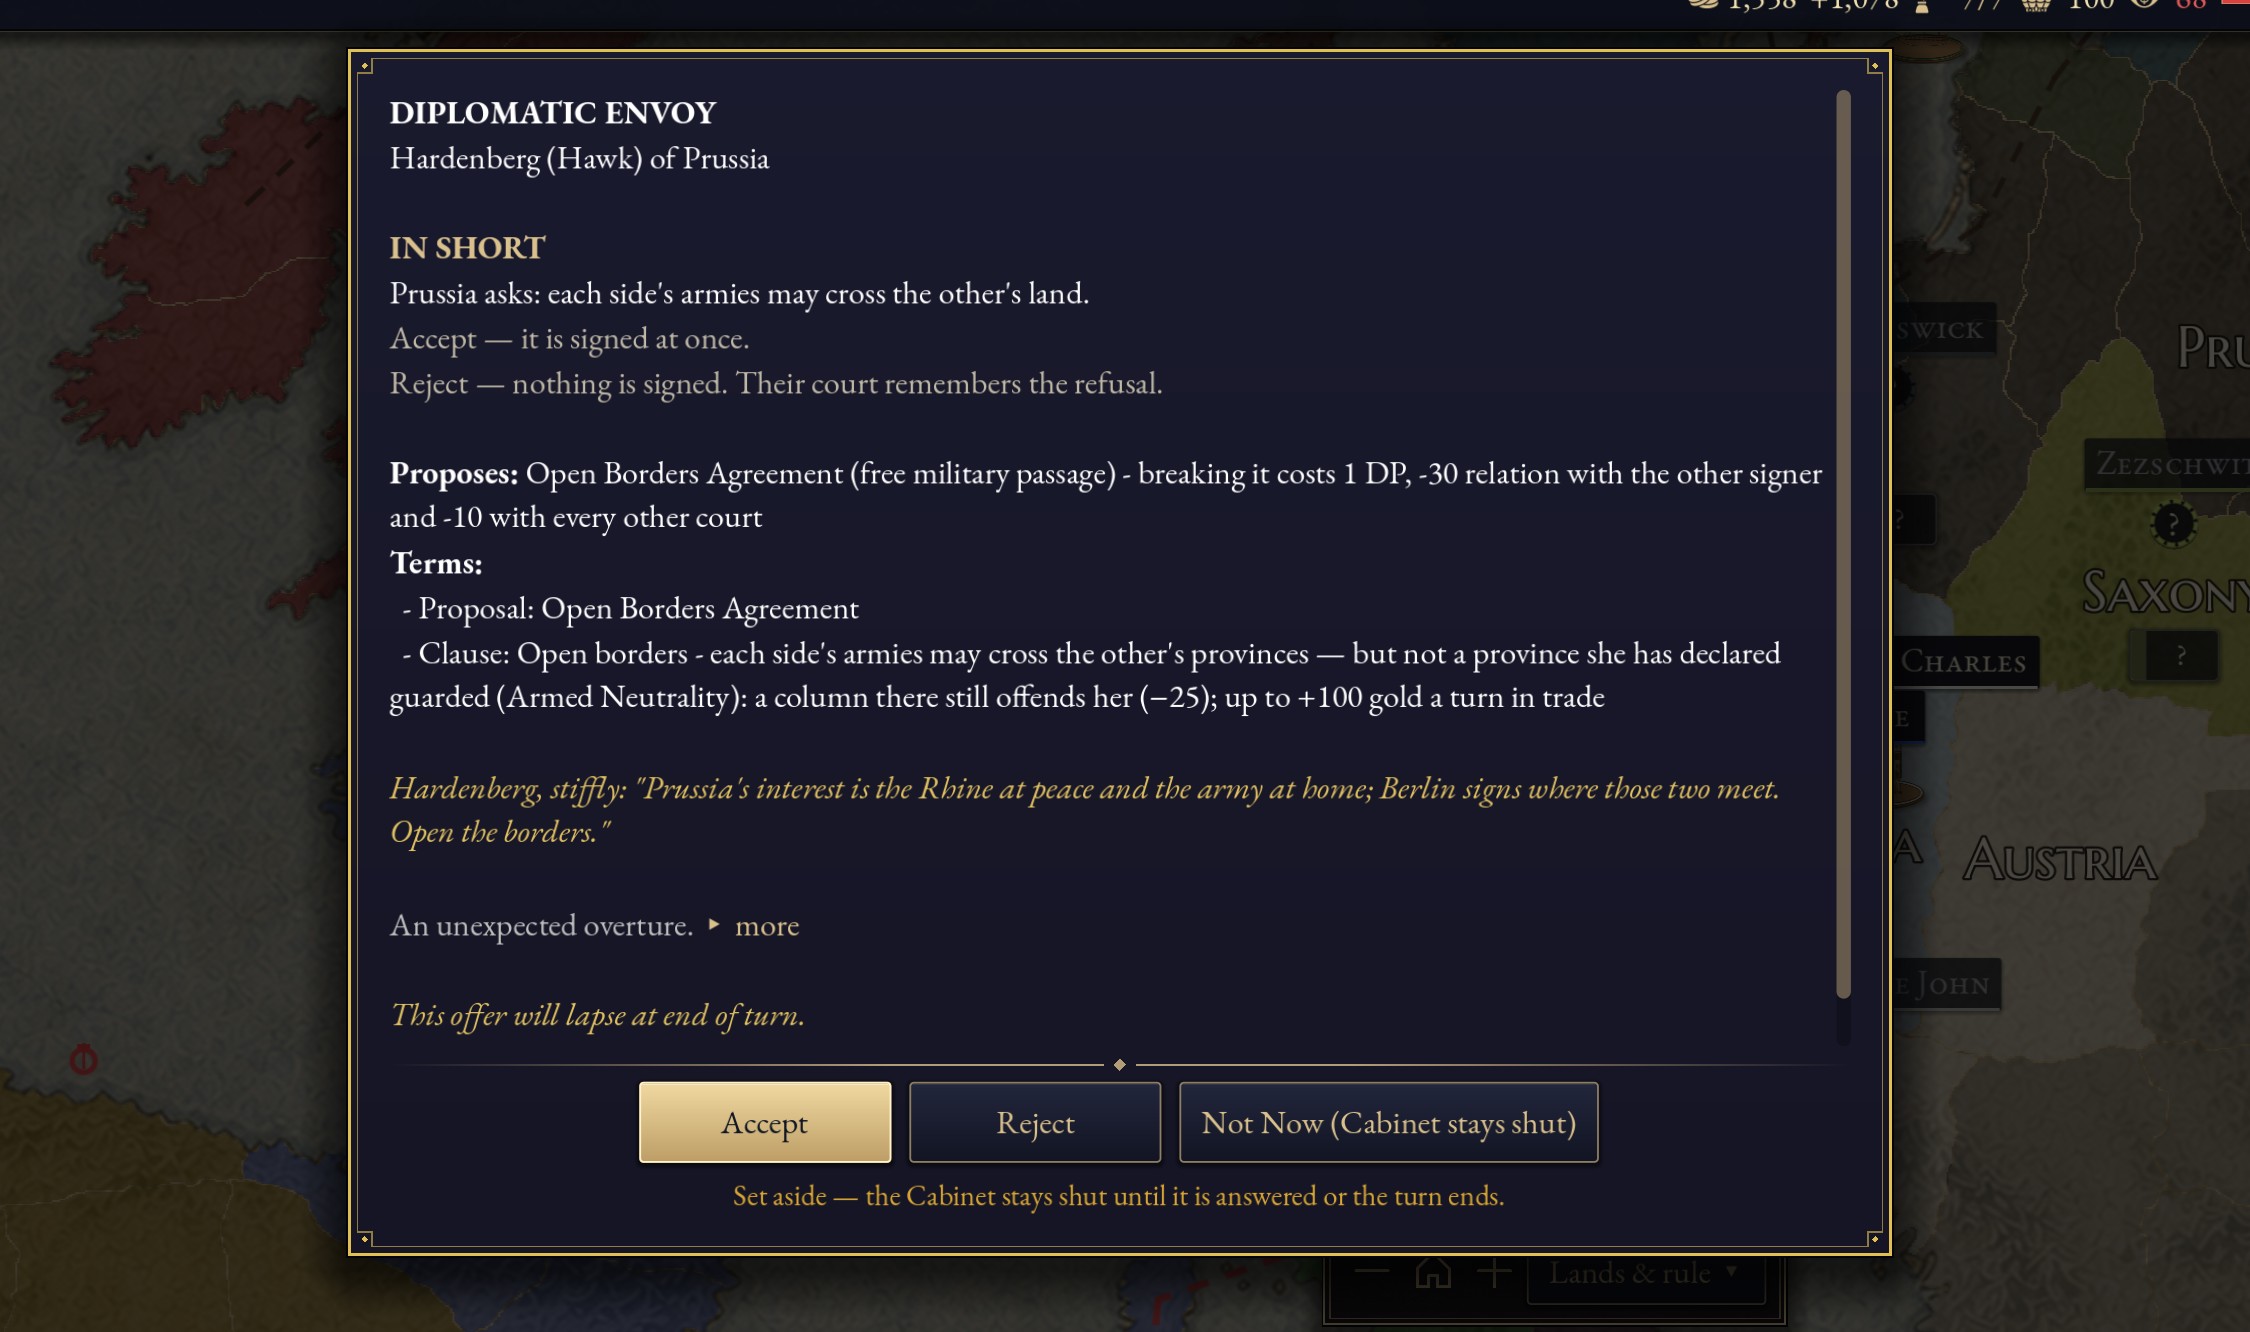 DIPLOMATIC ENVOY
Hardenberg (Hawk) of Prussia
IN SHORT
Prussia asks: each side's armies may cross the other's land.
Accept — it is signed at once.
Reject — nothing is signed. Their court remembers the refusal.
Proposes: Open Borders Agreement (free military passage) - breaking it costs 1 DP, -30 relation with the other signer
and -10 with every other court
Terms:
- Proposal: Open Borders Agreement
- Clause: Open borders - each side's armies may cross the other's provinces — but not a province she has declared
guarded (Armed Neutrality): a column there still offends her (−25); up to +100 gold a turn in trade
Hardenberg, stiffly: "Prussia's interest is the Rhine at peace and the army at home; Berlin signs where those two meet.
Open the borders."
An unexpected overture. ▸ more
This offer will lapse at end of turn.
Accept
Reject
Not Now (Cabinet stays shut)
Set aside — the Cabinet stays shut until it is answered or the turn ends.
SWICK
PRU
ZEZSCHWIT
?
?
SAXONY
?
CHARLES
E
A
AUSTRIA
E JOHN
Lands & rule ▾